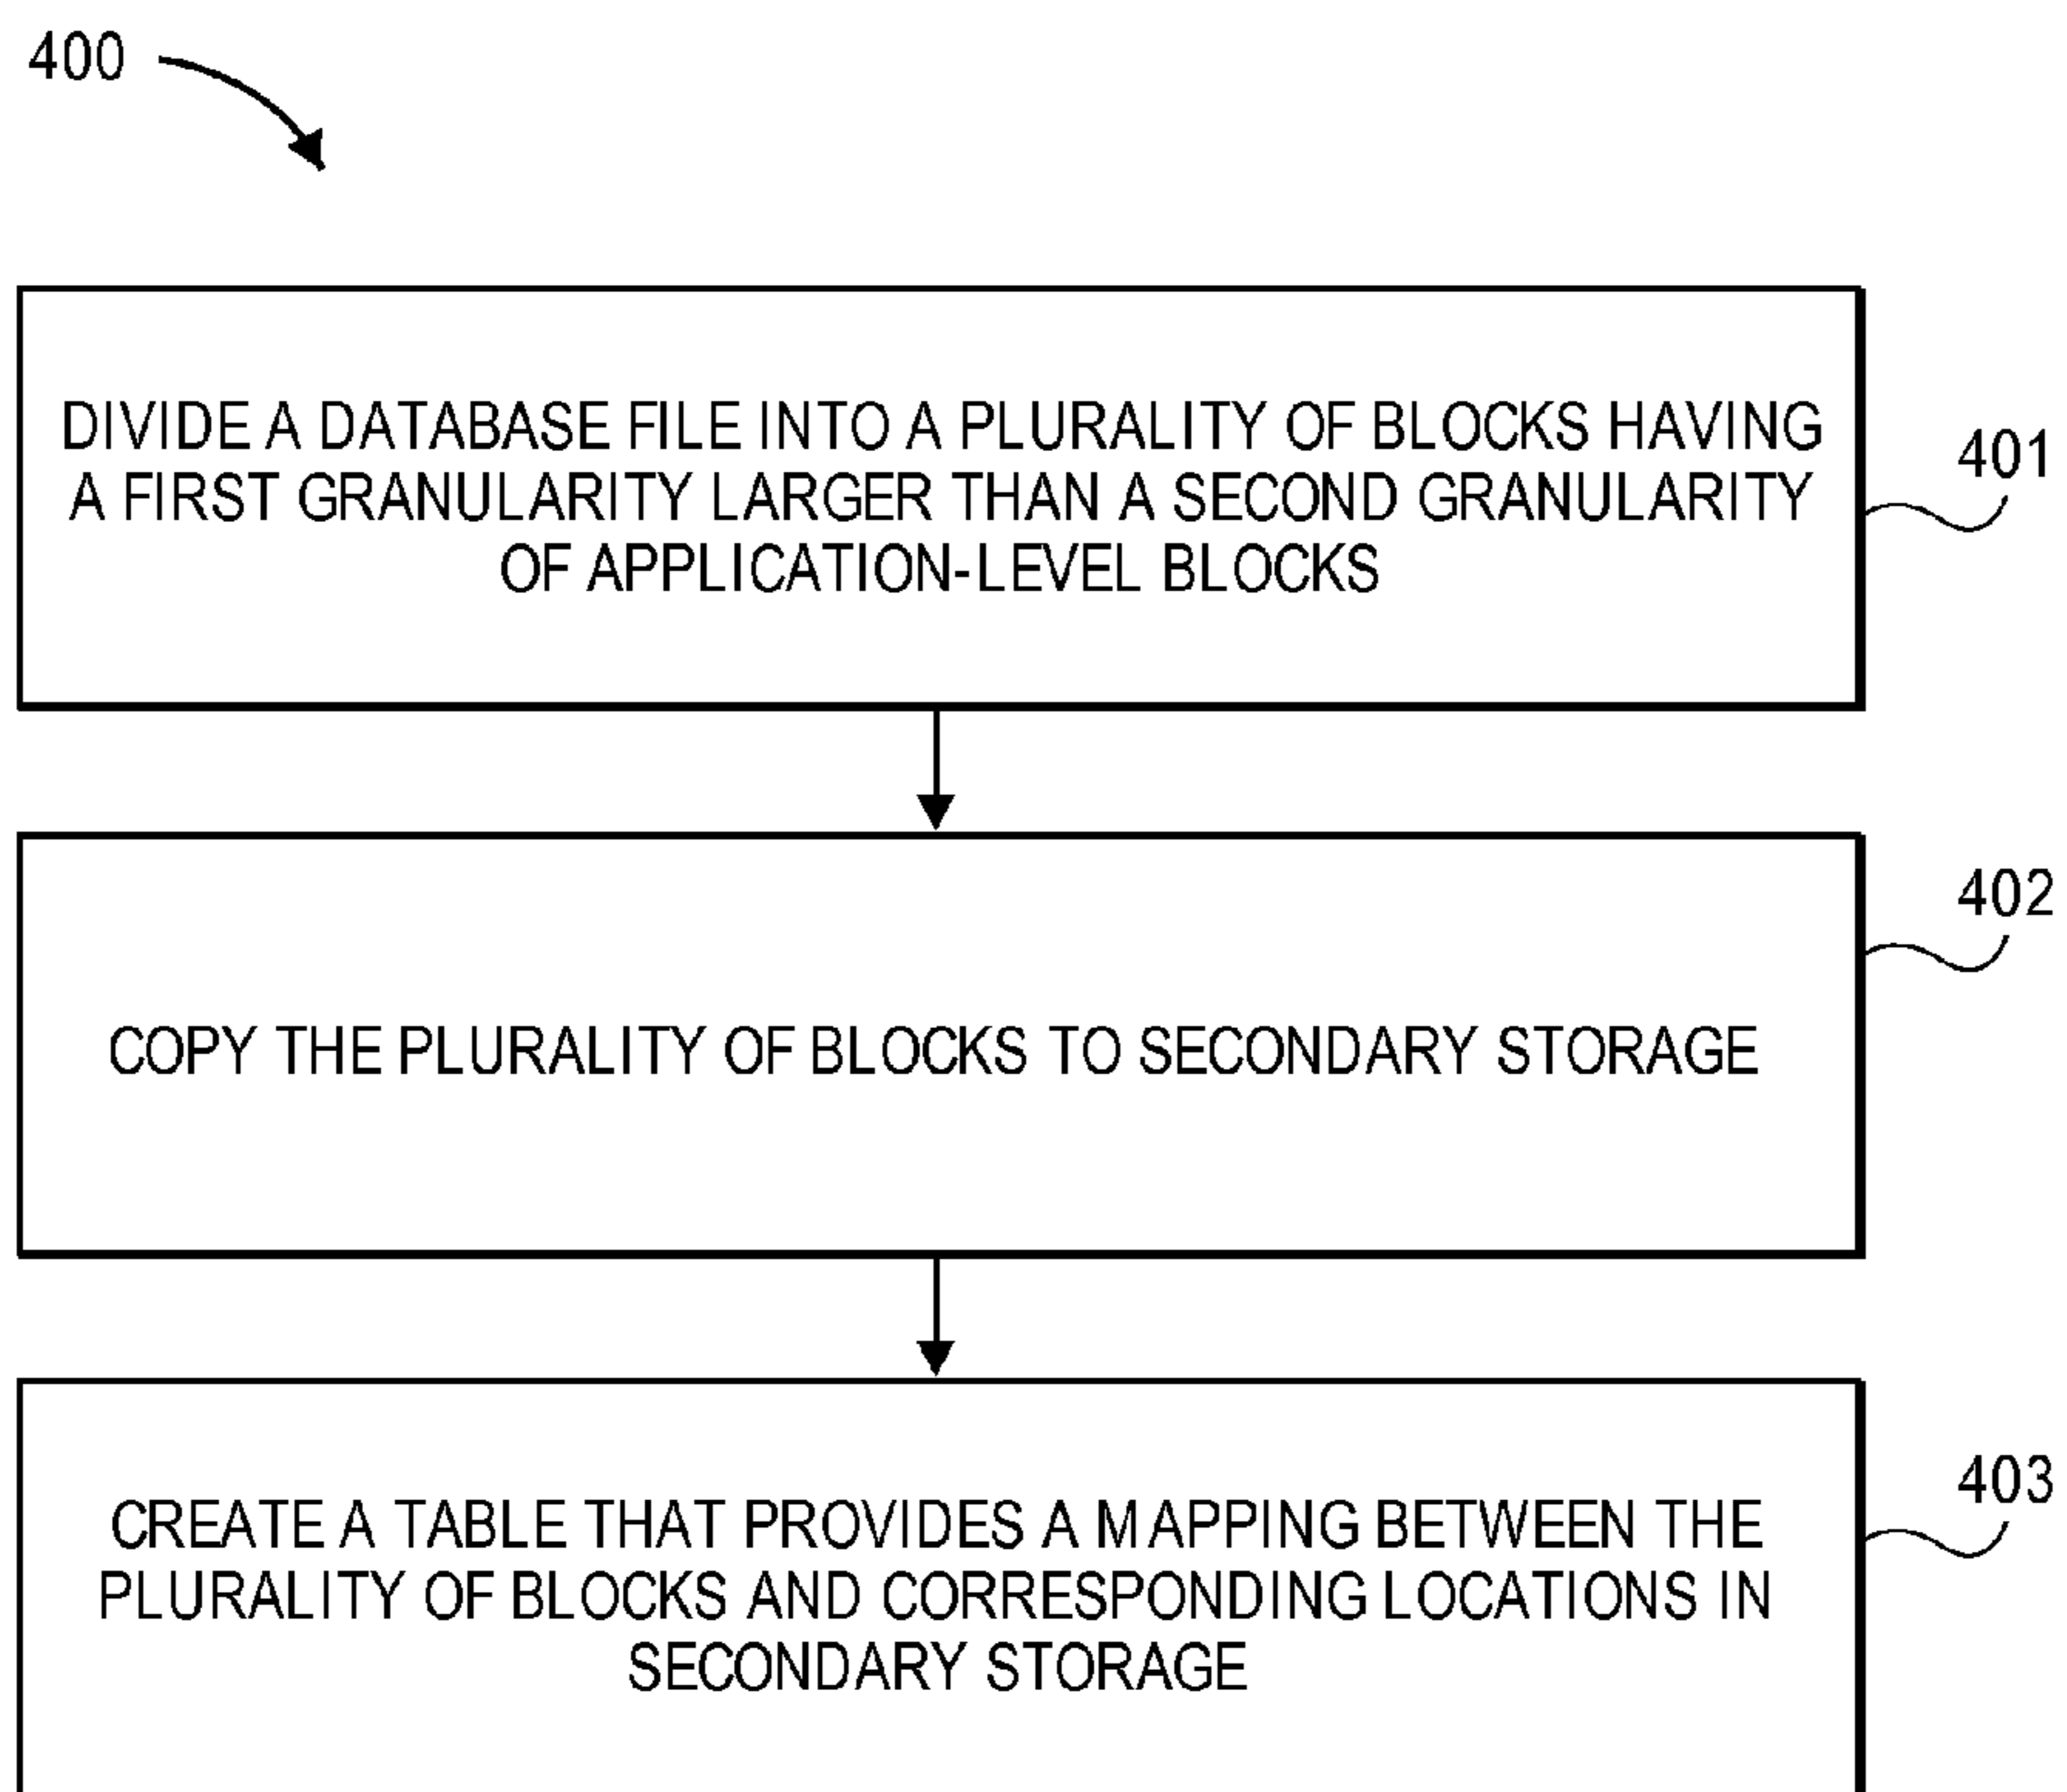 400
DIVIDE A DATABASE FILE INTO A PLURALITY OF BLOCKS HAVING
A FIRST GRANULARITY LARGER THAN A SECOND GRANULARITY
OF APPLICATION-LEVEL BLOCKS
401
COPY THE PLURALITY OF BLOCKS TO SECONDARY STORAGE
402
CREATE A TABLE THAT PROVIDES A MAPPING BETWEEN THE
PLURALITY OF BLOCKS AND CORRESPONDING LOCATIONS IN
SECONDARY STORAGE
403